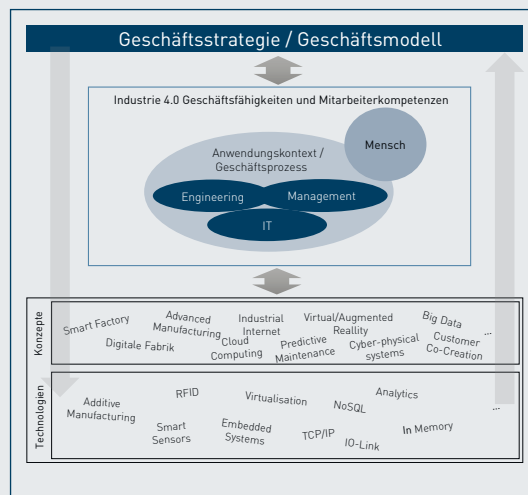 Geschäftsstrategie / Geschäftsmodell
Industrie 4.0 Geschäftsfähigkeiten und Mitarbeiterkompetenzen
Mensch
Anwendungskontext /
Geschäftsprozess
Engineering
Management
IT
Konzepte
Smart Factory
Advanced
Manufacturing
Industrial
Internet
Virtual/Augmented
Reallity
Big Data
...
Digitale Fabrik
Cloud
Computing
Predictive
Maintenance
Cyber-physical
systems
Customer
Co-Creation
Technologien
Additive
Manufacturing
RFID
Virtualisation
NoSQL
Analytics
...
Smart
Sensors
Embedded
Systems
TCP/IP
IO-Link
In Memory